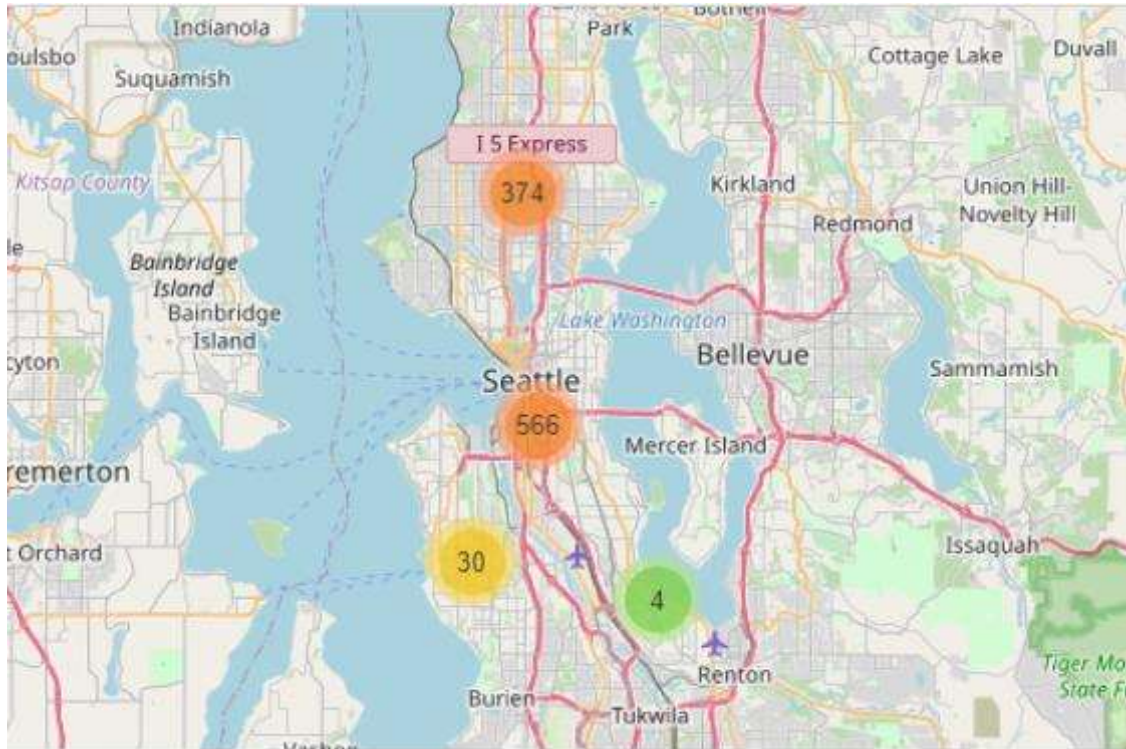 Indianola
Park
Duvall
Cottage Lake
Suquamish
I 5 Express
Kitsap County
374
Kirkland
Union Hill-
Novelty Hill
Redmond
Bainbridge
Island
Bainbridge
Island
Lake Washington
Bellevue
Sammamish
Seattle
566
Mercer Island
remerton
Issaquah
t Orchard
30
4
Renton
Tiger Mo
State F
Burien
Tukwila